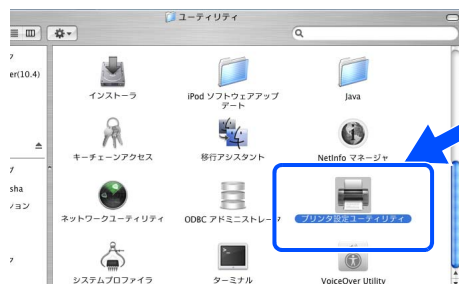 ユーティリティ
er(10.4)
インストーラ
iPod ソフトウェアアップ
デート
Java
キーチェーンアクセス
移行アシスタント
NetInfo マネージャ
sha
ション
ネットワークユーティリティ
ODBC アドミニストレータ
プリンタ設定ユーティリティ
システムプロファイラ
ターミナル
VoiceOver Utility